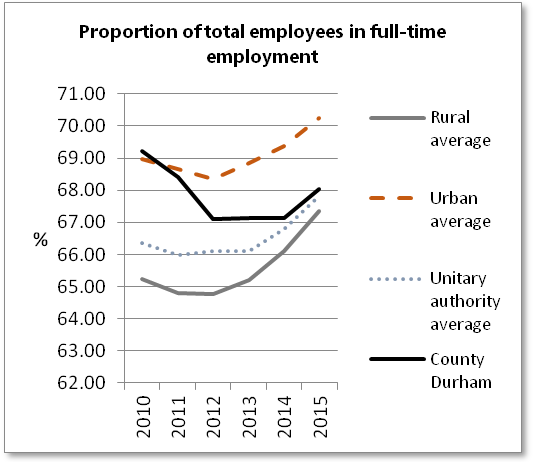 Proportion of total employees in full-time
employment
71.00
70.00
69.00
68.00
67.00
66.00
65.00
64.00
63.00
62.00
%
2010
2011
2012
2013
2014
2015
Rural
average
Urban
average
Unitary
authority
average
County
Durham